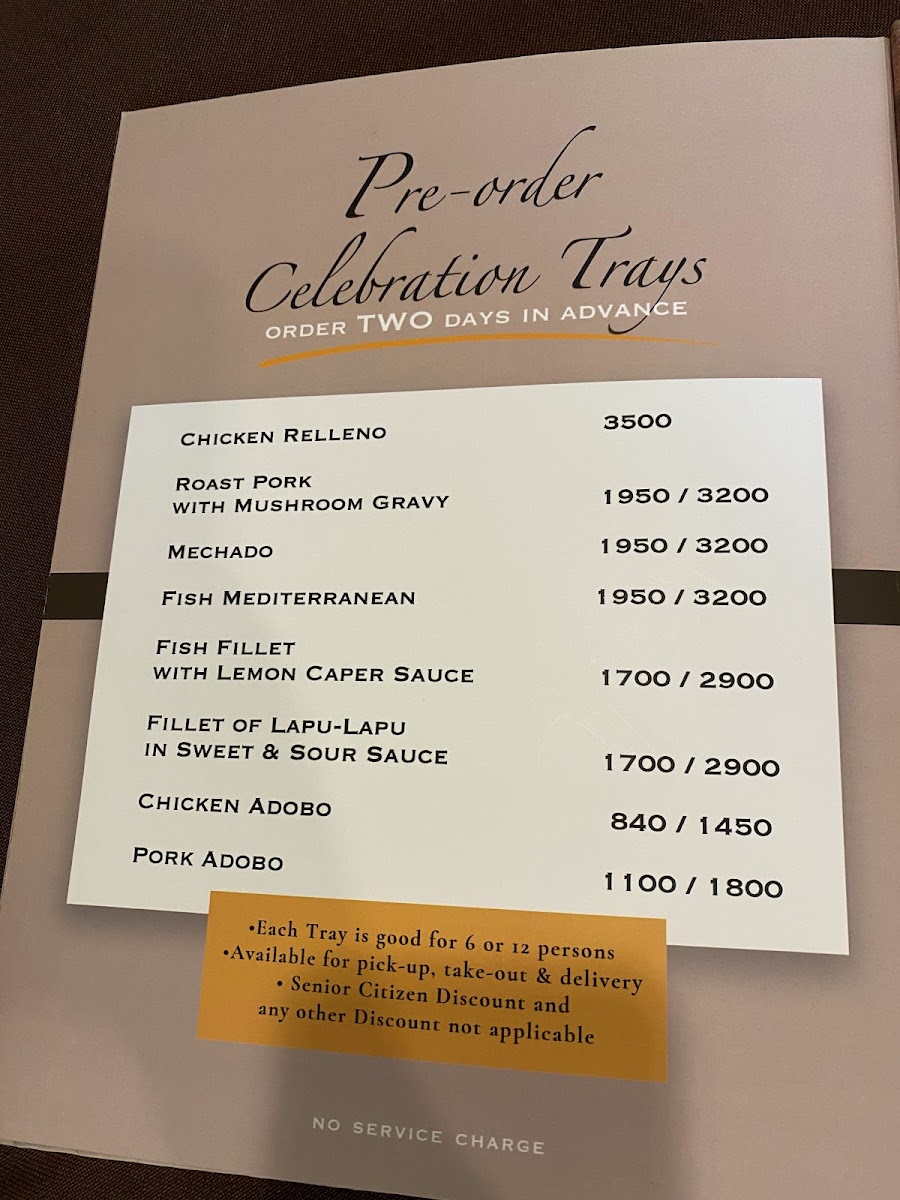 Pre-order
Celebration Trays
ORDER TWO DAYS IN ADVANCE
CHICKEN RELLENO 3500
ROAST PORK
WITH MUSHROOM GRAVY 1950 / 3200
MECHADO 1950 / 3200
FISH MEDITERRANEAN 1950 / 3200
FISH FILLET
WITH LEMON CAPER SAUCE 1700 / 2900
FILLET OF LAPU-LAPU
IN SWEET & SOUR SAUCE 1700 / 2900
CHICKEN ADOBO 840 / 1450
PORK ADOBO 1100 / 1800
•Each Tray is good for 6 or 12 persons
•Available for pick-up, take-out & delivery
• Senior Citizen Discount and
any other Discount not applicable
NO SERVICE CHARGE